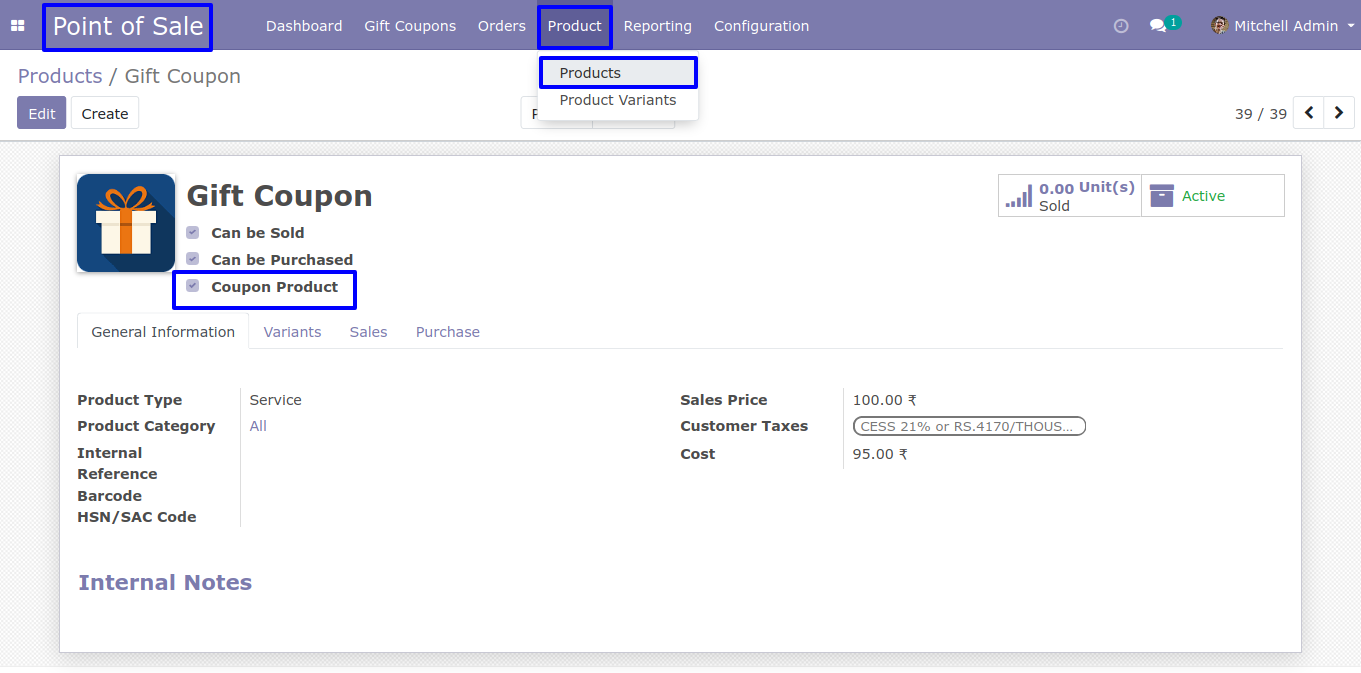 Point of Sale Dashboard Gift Coupons Orders Product Reporting Configuration 1 Mitchell Admin
Products / Gift Coupon
Products
Product Variants
Edit Create 39 / 39
Gift Coupon
Can be Sold
Can be Purchased
Coupon Product
0.00 Unit(s)
Sold
Active
General Information Variants Sales Purchase
Product Type Service
Product Category All
Internal
Reference
Barcode
HSN/SAC Code
Sales Price 100.00 ₹
Customer Taxes CESS 21% or RS.4170/THOUS...
Cost 95.00 ₹
Internal Notes